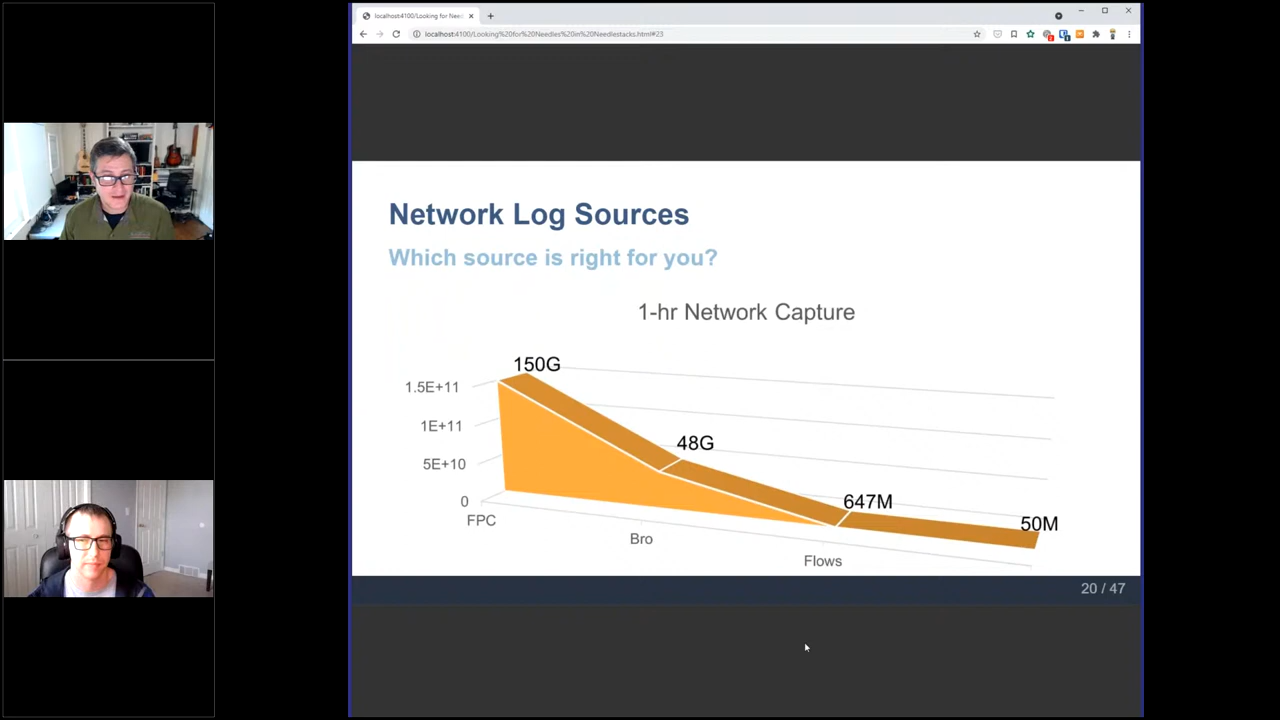 localhost:4100/Looking for Need
localhost:4100/Looking%20for%20Needles%20in%20Needlestacks.html#23
Network Log Sources
Which source is right for you?
1-hr Network Capture
150G
1.5E+11
1E+11
48G
5E+10
647M
0
50M
FPC
Bro
Flows
20 / 47